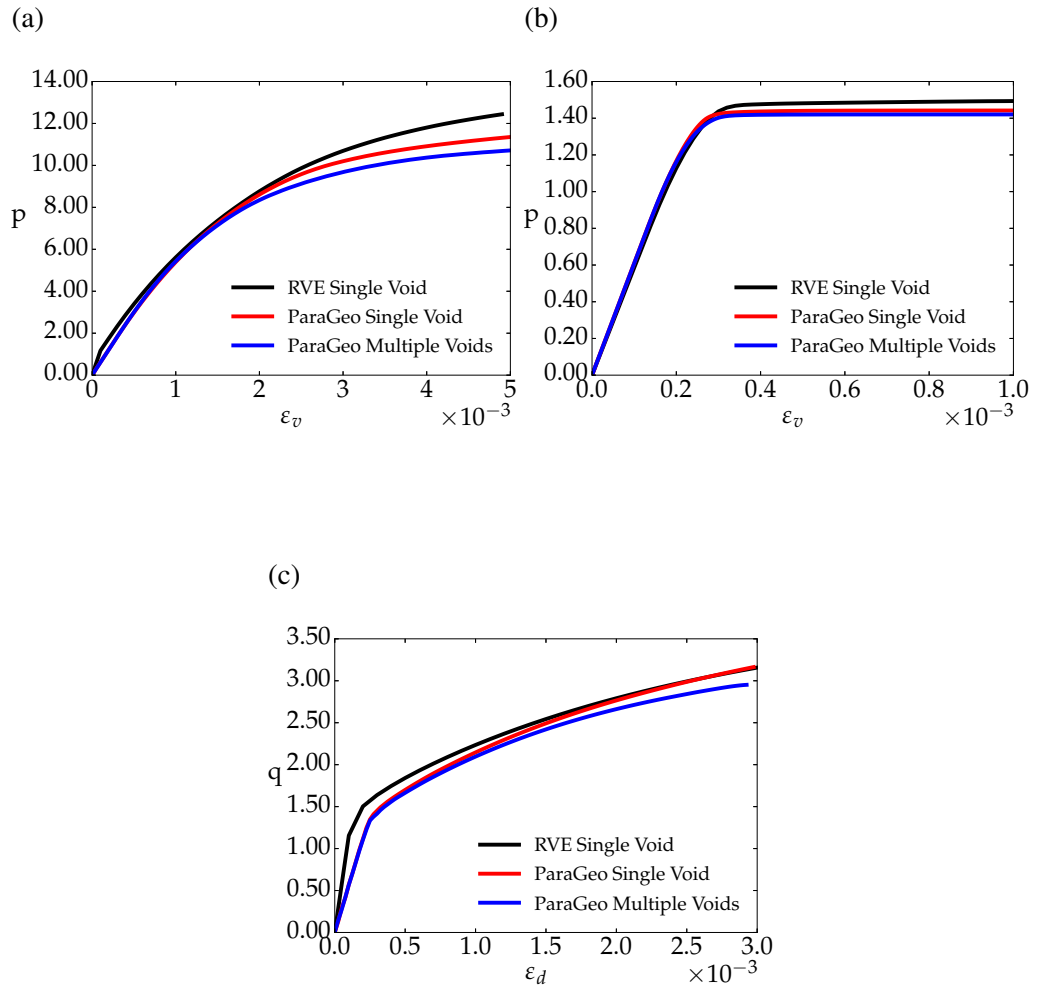 (a)
14.00
12.00
10.00
8.00
6.00
4.00
2.00
0.00
p
RVE Single Void
ParaGeo Single Void
ParaGeo Multiple Voids
0 1 2 3 4 5
ε_v ×10⁻³
(b)
1.60
1.40
1.20
1.00
0.80
0.60
0.40
0.20
0.00
p
RVE Single Void
ParaGeo Single Void
ParaGeo Multiple Voids
0.0 0.2 0.4 0.6 0.8 1.0
ε_v ×10⁻³
(c)
3.50
3.00
2.50
2.00
1.50
1.00
0.50
0.00
q
RVE Single Void
ParaGeo Single Void
ParaGeo Multiple Voids
0.0 0.5 1.0 1.5 2.0 2.5 3.0
ε_d ×10⁻³